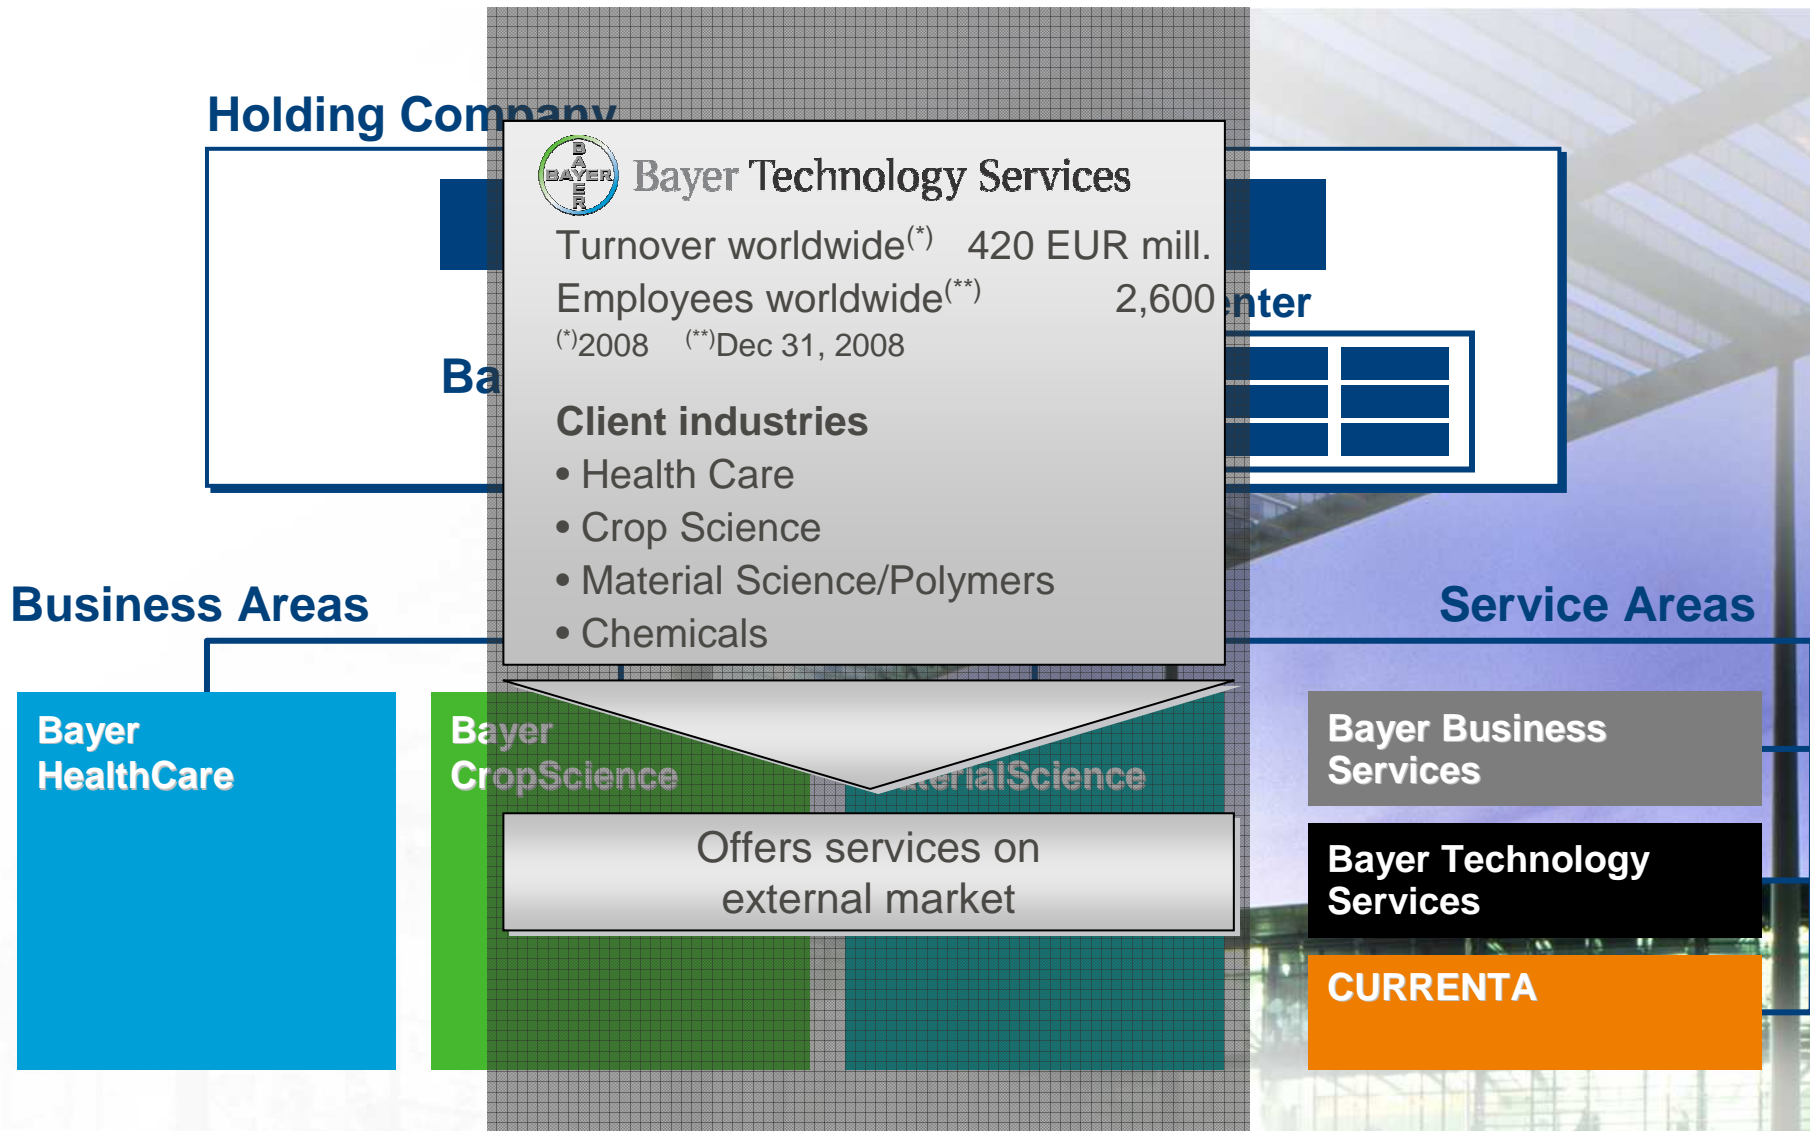 Holding Company
BAYER
BAYER
Bayer Technology Services
Turnover worldwide(*) 420 EUR mill.
Employees worldwide(**) 2,600
(*)2008 (**)Dec 31, 2008
Client industries
• Health Care
• Crop Science
• Material Science/Polymers
• Chemicals
Business Areas
Service Areas
Bayer
HealthCare
Bayer
CropScience
Offers services on
external market
Bayer Business
Services
Bayer Technology
Services
CURRENTA